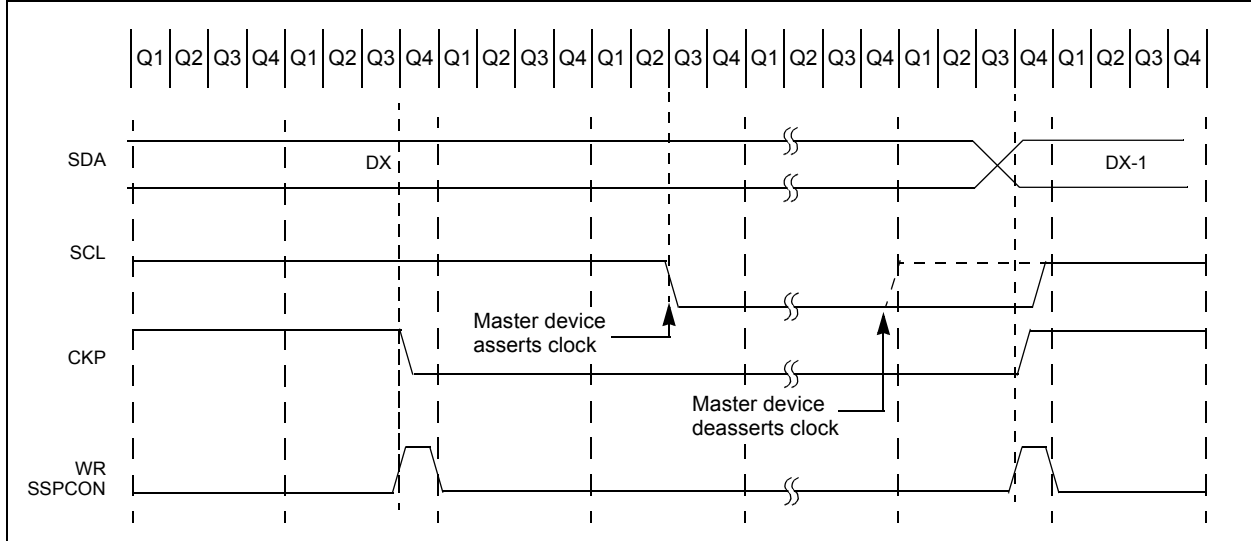 Q1 Q2 Q3 Q4 Q1 Q2 Q3 Q4 Q1 Q2 Q3 Q4 Q1 Q2 Q3 Q4 Q1 Q2 Q3 Q4 Q1 Q2 Q3 Q4 Q1 Q2 Q3 Q4
SDA
DX
DX-1
SCL
Master device
asserts clock
CKP
Master device
deasserts clock
WR
SSPCON